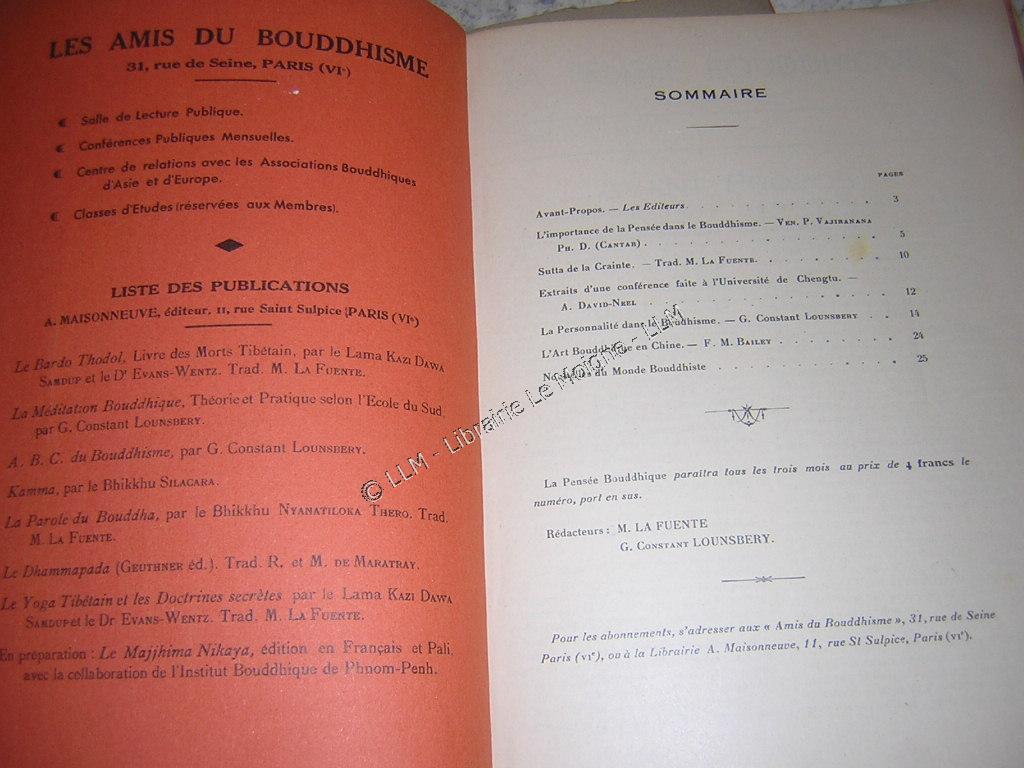 LES AMIS DU BOUDDHISME
31, rue de Seine, PARIS (VIe)
Salle de Lecture Publique.
Conférences Publiques Mensuelles.
Centre de relations avec les Associations Bouddhiques
d'Asie et d'Europe.
Classes d'Etudes (réservées aux Membres).
LISTE DES PUBLICATIONS
A. MAISONNEUVE, éditeur, 11, rue Saint Sulpice PARIS (VIe)
Le Bardo Thodol, Livre des Morts Tibétain, par le Lama KAZI DAWA
SAMDUP et le Dr EVANS-WENTZ. Trad. M. LA FUENTE.
La Méditation Bouddhique, Théorie et Pratique selon l'Ecole du Sud,
par G. Constant LOUNSBERY.
A. B. C. du Bouddhisme, par G. Constant LOUNSBERY.
Kamma, par le Bhikkhu SILACARA.
La Parole du Bouddha, par le Bhikkhu NYANATILOKA THERO. Trad.
M. LA FUENTE.
Le Dhammapada (GEUTHNER éd.). Trad. R. et M. DE MARATRAY.
Le Yoga Tibétain et les Doctrines secrètes par le Lama KAZI DAWA
SAMDUP et le Dr EVANS-WENTZ. Trad. M. LA FUENTE.
En préparation : Le Majjhima Nikaya, édition en Français et Pali,
avec la collaboration de l'Institut Bouddhique de Phnom-Penh.
SOMMAIRE
PAGES
Avant-Propos. — Les Editeurs. 3
L'importance de la Pensée dans le Bouddhisme. — VEN. P. VAJIRANANA
PH. D. (CANTAB) . 5
Sutta de la Crainte. — Trad. M. LA FUENTE. 10
Extraits d'une conférence faite à l'Université de Chengtu. —
A. DAVID-NEEL 12
La Personnalité dans le Boudhisme. — G. Constant LOUNSBERY . . 14
L'Art Bouddhique en Chine. — F. M. BAILEY 24
du Monde Bouddhiste 25
La Pensée Bouddhique paraîtra tous les trois mois au prix de 4 francs le
numéro, port en sus.
Rédacteurs : M. LA FUENTE
G. CONSTANT LOUNSBERY.
Pour les abonnements, s'adresser aux « Amis du Bouddhisme », 31, rue de Seine
Paris (VIe), ou à la Librairie A. Maisonneuve, 11, rue St Sulpice, Paris (VIe).
© LLM - Librairie Le Moigne - LLM